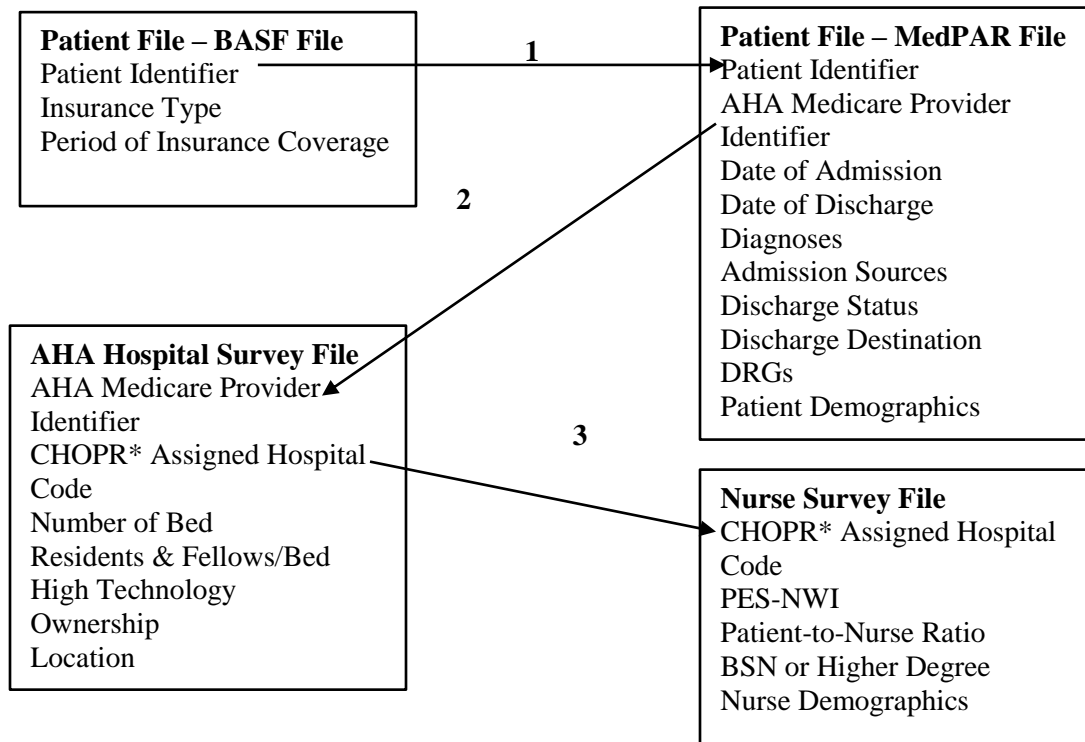 Patient File – BASF File
Patient Identifier
Insurance Type
Period of Insurance Coverage
1
Patient File – MedPAR File
Patient Identifier
AHA Medicare Provider
Identifier
Date of Admission
Date of Discharge
Diagnoses
Admission Sources
Discharge Status
Discharge Destination
DRGs
Patient Demographics
2
AHA Hospital Survey File
AHA Medicare Provider
Identifier
CHOPR* Assigned Hospital
Code
Number of Bed
Residents & Fellows/Bed
High Technology
Ownership
Location
3
Nurse Survey File
CHOPR* Assigned Hospital
Code
PES-NWI
Patient-to-Nurse Ratio
BSN or Higher Degree
Nurse Demographics